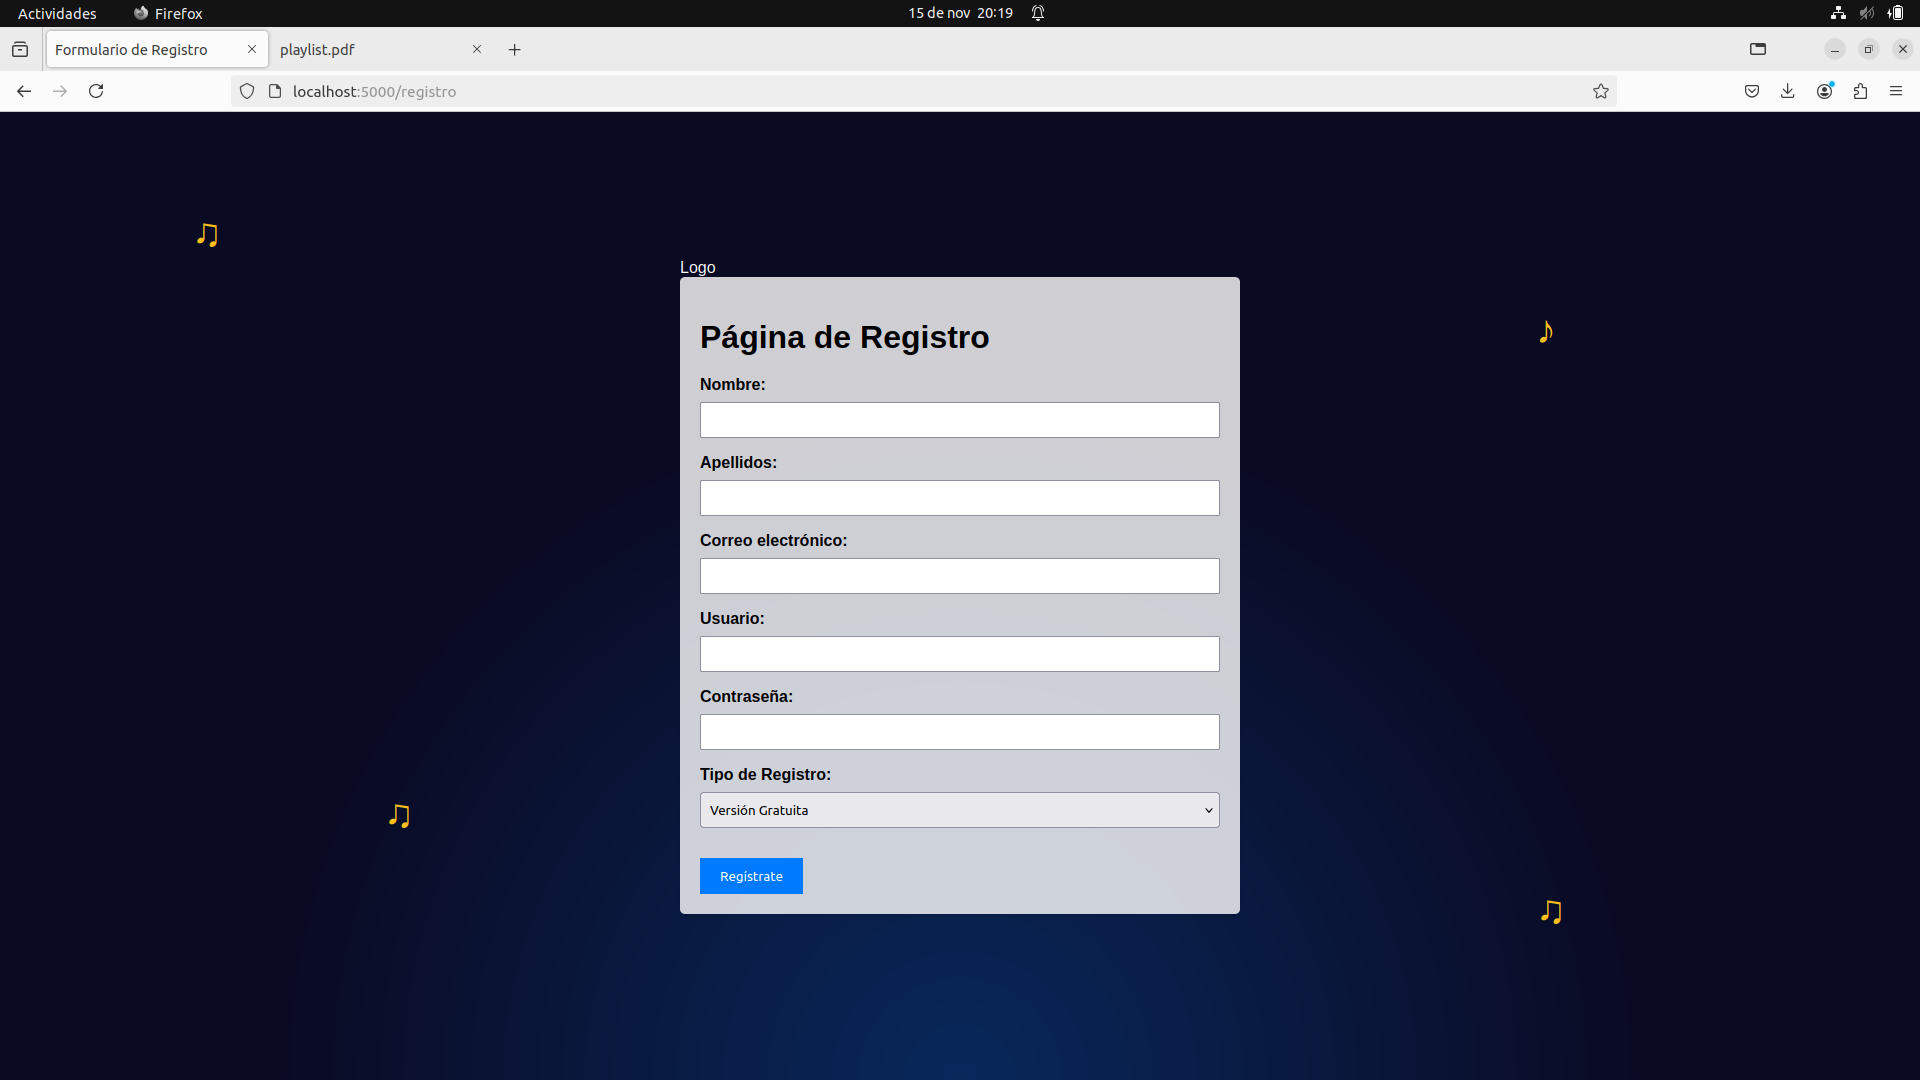 Actividades Firefox 15 de nov 20:19
Formulario de Registro playlist.pdf
localhost:5000/registro
Logo
Página de Registro
Nombre:
Apellidos:
Correo electrónico:
Usuario:
Contraseña:
Tipo de Registro:
Versión Gratuita
Regístrate